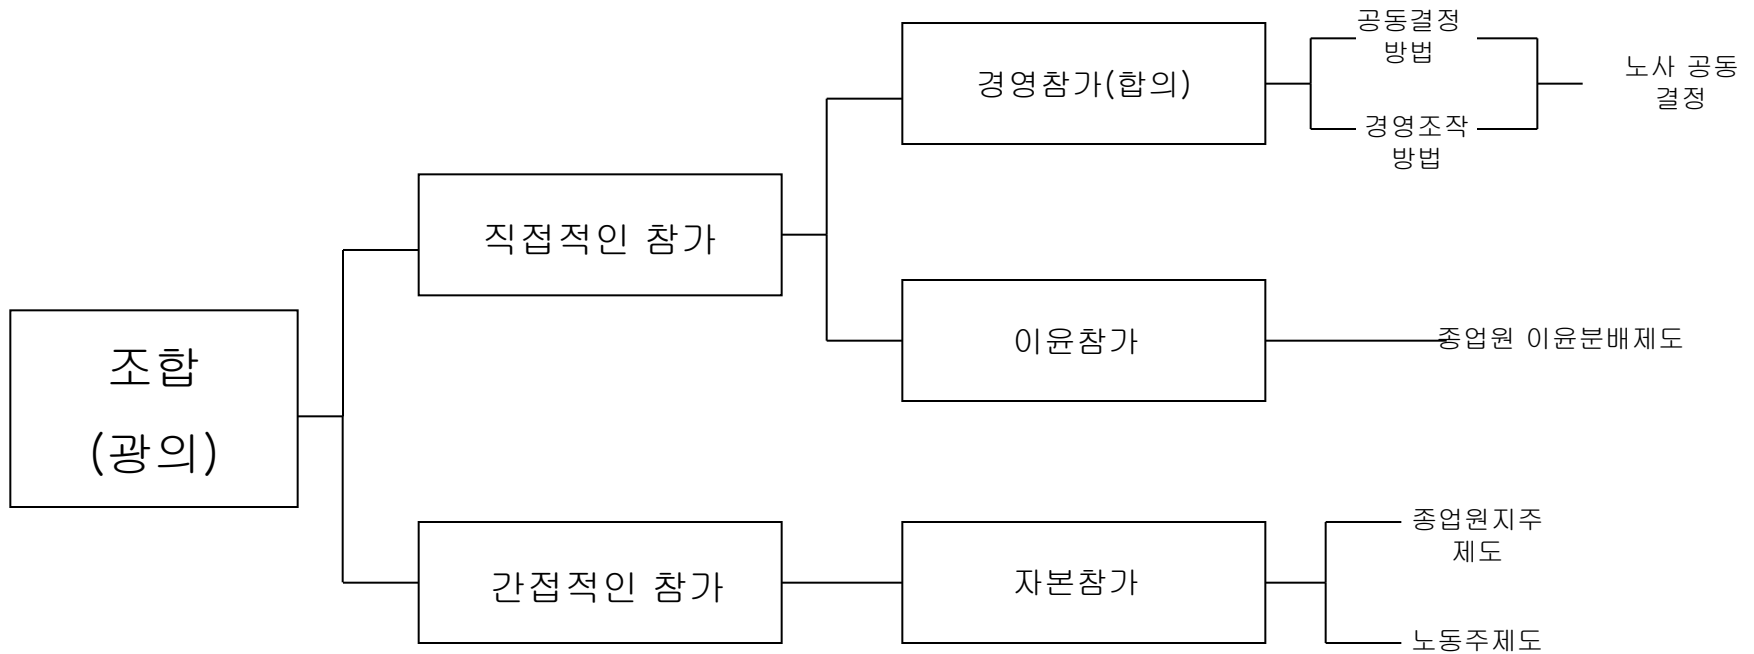 공동결정
방법
경영참가(합의)
노사 공동
결정
경영조작
방법
직접적인 참가
이윤참가
종업원 이윤분배제도
조합
(광의)
간접적인 참가
자본참가
종업원지주
제도
노동주제도